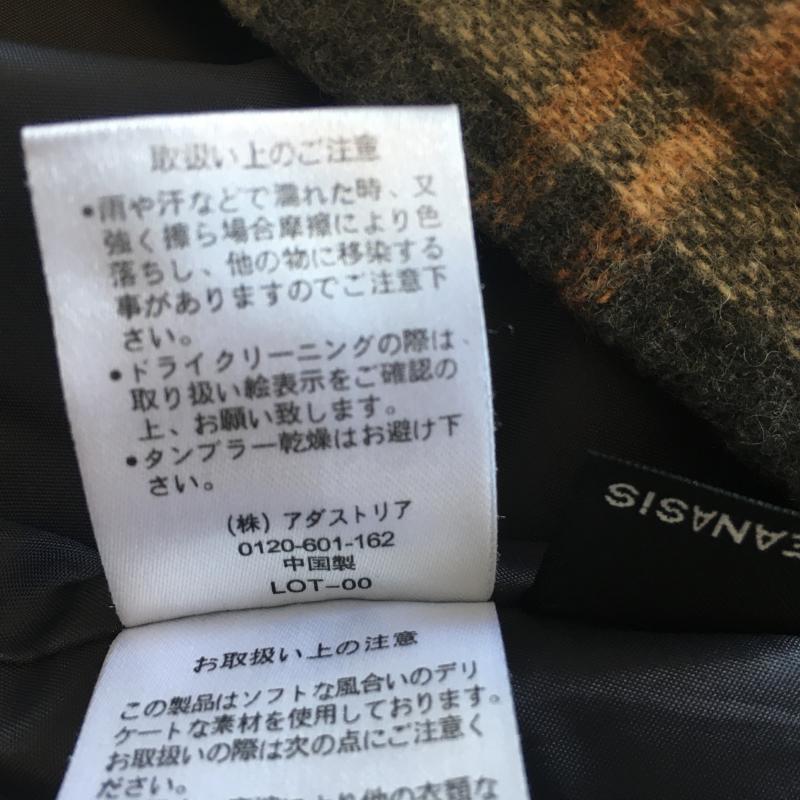 取扱い上のご注意
•雨や汗などで濡れた時、又
強く擦ら場合摩擦により色
落ちし、他の物に移染する
事がありますのでご注意下
さい。
•ドライクリーニングの際は、
取り扱い絵表示をご確認の
上、お願い致します。
•タンブラー乾燥はお避け下
さい。
(株) アダストリア
0120-601-162
中国製
LOT-00
お取扱い上の注意
この製品はソフトな風合いのデリ
ケートな素材を使用しております。
お取扱いの際は次の点にご注意く
ださい。
により他の衣類な
EANASIS